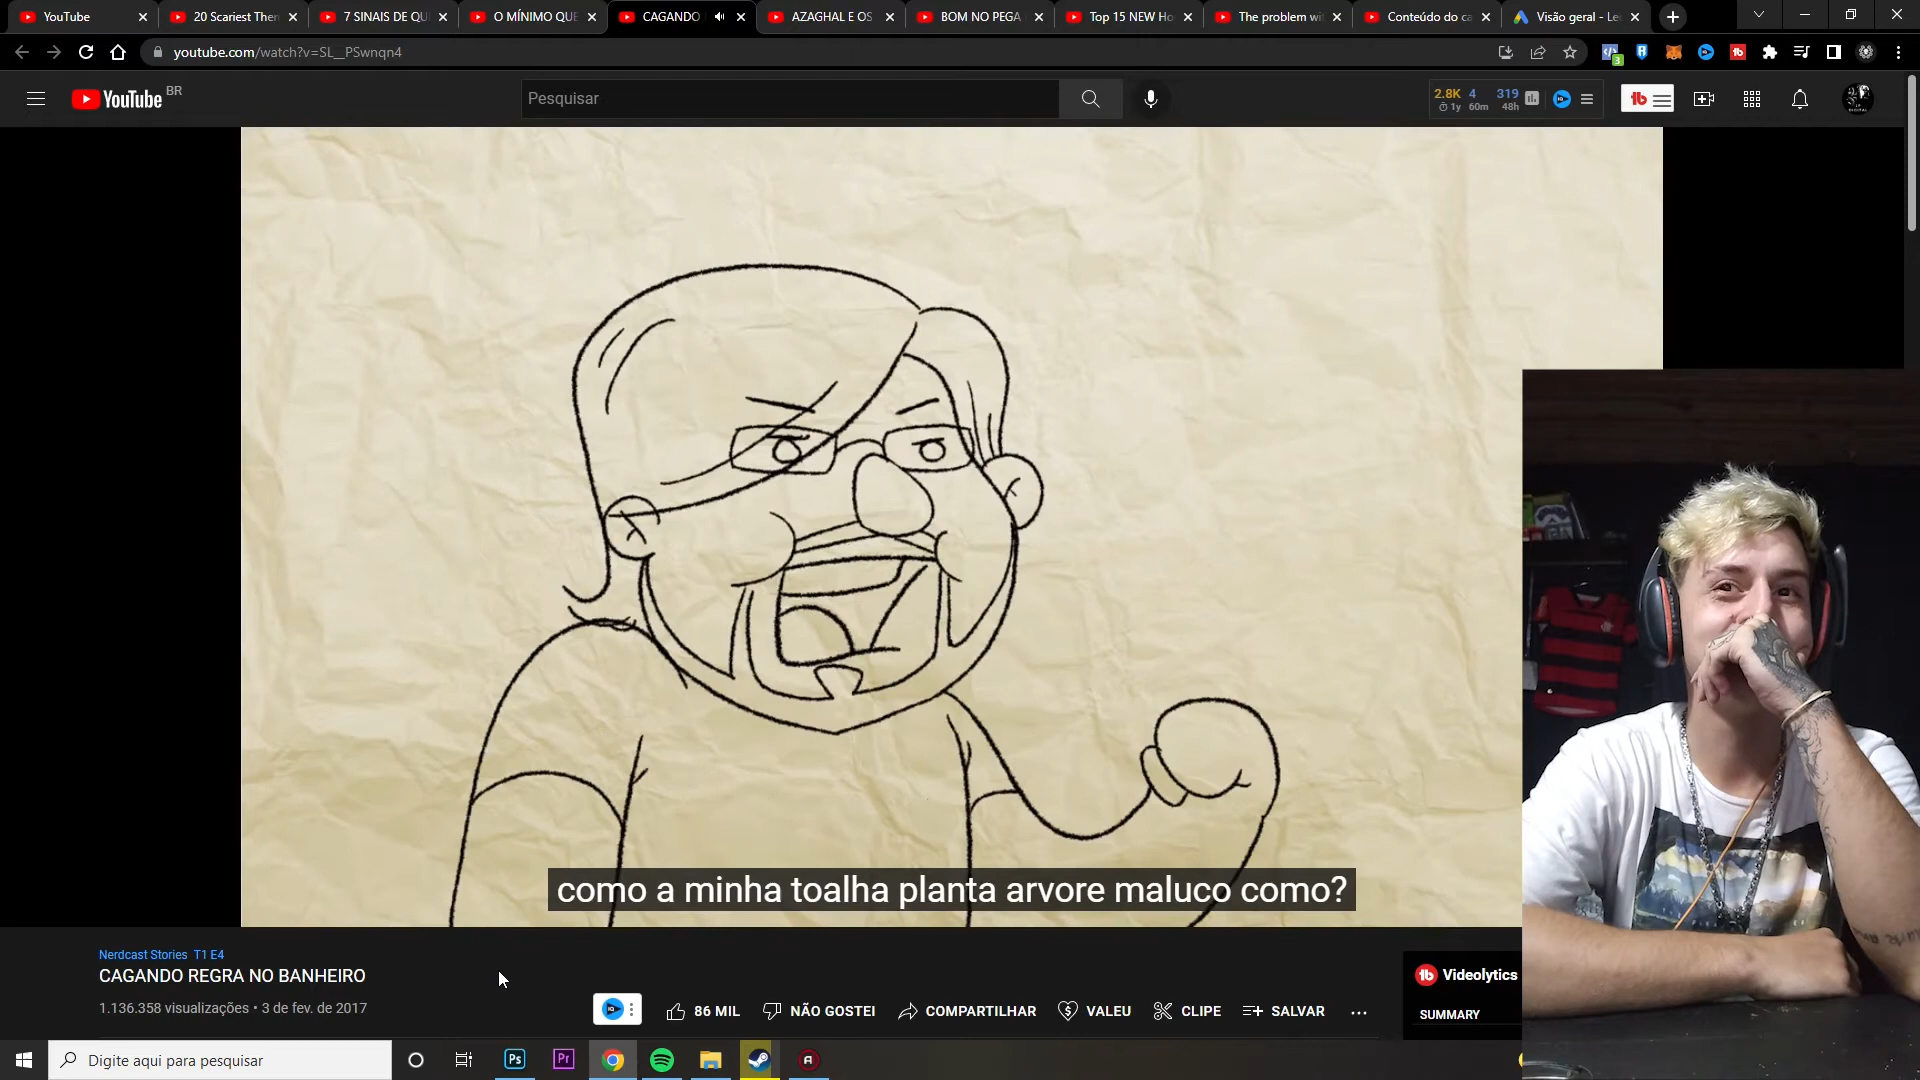 YouTube
20 Scariest Then
7 SINAIS DE QU
O MÍNIMO QUE
CAGANDO
AZAGHAL E OS
BOM NO PEGA
Top 15 NEW Ho
The problem wi
Conteúdo do ca
Visão geral - Le
youtube.com/watch?v=SL__PSwnqn4
3
YouTube BR
Pesquisar
2.8K 4 319
1y 60m 48h
como a minha toalha planta arvore maluco como?
Nerdcast Stories T1 E4
CAGANDO REGRA NO BANHEIRO
1.136.358 visualizações • 3 de fev. de 2017
86 MIL
NÃO GOSTEI
COMPARTILHAR
VALEU
CLIPE
SALVAR
Videolytics
SUMMARY
Digite aqui para pesquisar
Ps
Pr